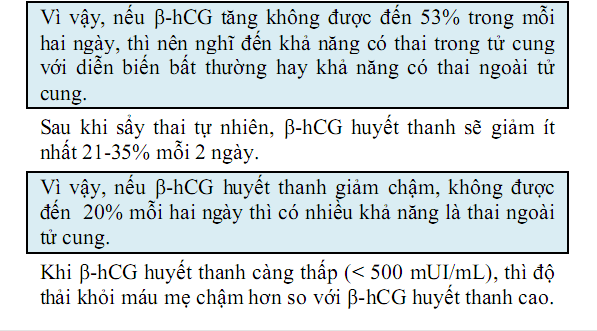 Vì vậy, nếu β-hCG tăng không được đến 53% trong mỗi
hai ngày, thì nên nghĩ đến khả năng có thai trong tử cung
với diễn biến bất thường hay khả năng có thai ngoài tử
cung.
Sau khi sẩy thai tự nhiên, β-hCG huyết thanh sẽ giảm ít
nhất 21-35% mỗi 2 ngày.
Vì vậy, nếu β-hCG huyết thanh giảm chậm, không được
đến 20% mỗi hai ngày thì có nhiều khả năng là thai ngoài
tử cung.
Khi β-hCG huyết thanh càng thấp (< 500 mUI/mL), thì độ
thải khỏi máu mẹ chậm hơn so với β-hCG huyết thanh cao.